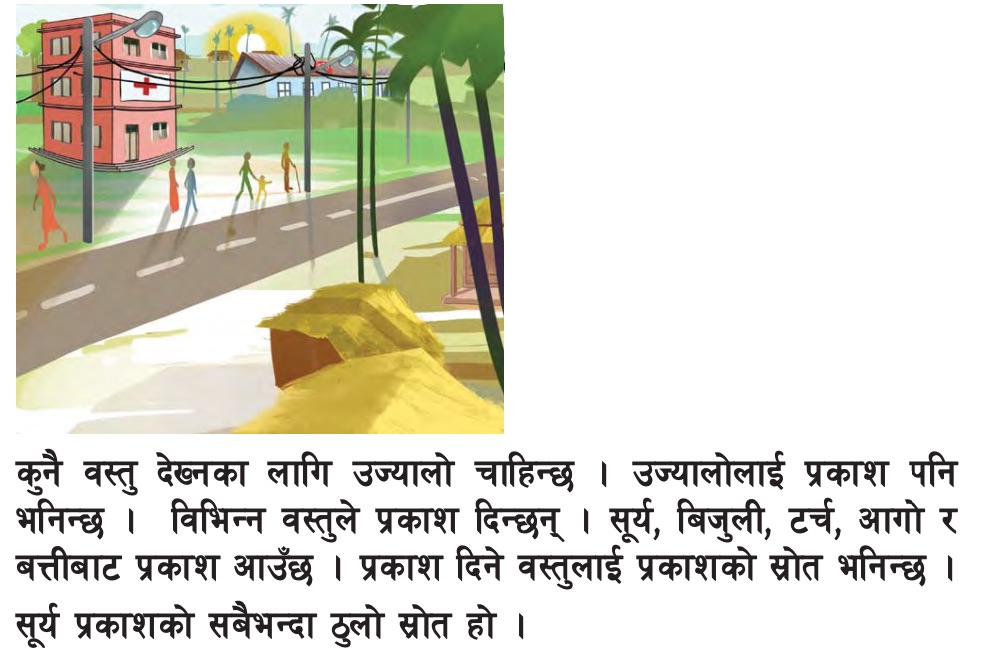 कुनै वस्तु देख्नका लागि उज्यालो चाहिन्छ । उज्यालोलाई प्रकाश पनि
भनिन्छ । विभिन्न वस्तुले प्रकाश दिन्छन् । सूर्य, बिजुली, टर्च, आगो र
बत्तीबाट प्रकाश आउँछ । प्रकाश दिने वस्तुलाई प्रकाशको स्रोत भनिन्छ ।
सूर्य प्रकाशको सबैभन्दा ठुलो स्रोत हो ।